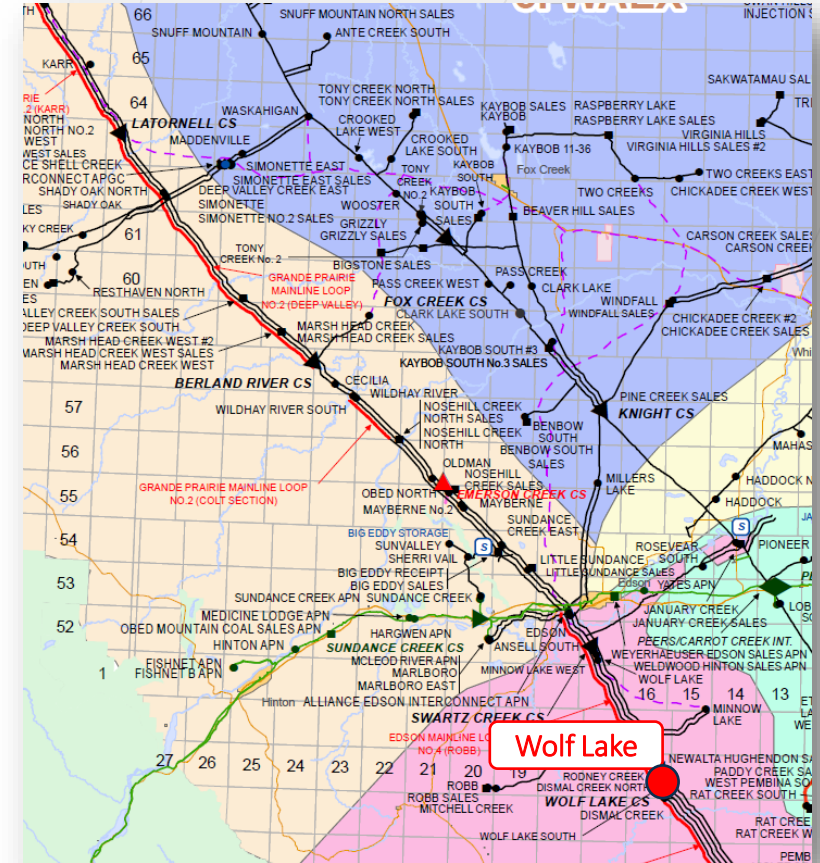 66
SNUFF MOUNTAIN NORTH SALES
INJECTION
SNUFF MOUNTAIN
ANTE CREEK SOUTH
KARR
65
SAKWATAMAU SAL
TONY CREEK NORTH
TONY CREEK NORTH SALES
64
.2 (KARR)
WASKAHIGAN
CROOKED
LAKE WEST
KAYBOB SALES
KAYBOB
RASPBERRY LAKE
RASPBERRY LAKE SALES
NORTH
NORTH NO.2
WEST
WEST SALES
LATORNELL CS
MADDENVILLE
CROOKED
LAKE SOUTH
KAYBOB 11-36
VIRGINIA HILLS
VIRGINIA HILLS SALES #2
CE SHELL CREEK
RCONNECT APGC
SHADY OAK NORTH
SHADY OAK
SIMONETTE EAST
SIMONETTE EAST SALES
DEEP VALLEY CREEK EAST
SIMONETTE
SIMONETTE NO.2 SALES
TONY
CREEK
NO.2
KAYBOB
SOUTH
Fox Creek
KAYBOB
SOUTH
SALES
TWO CREEKS EAST
TWO CREEKS
CHICKADEE CREEK WEST
WOOSTER
GRIZZLY
GRIZZLY SALES
BEAVER HILL SALES
KY CREEK
61
CARSON CREEK SALES
CARSON CREEK
TONY
CREEK No. 2
BIGSTONE SALES
60
RESTHAVEN NORTH
GRANDE PRAIRIE
MAINLINE LOOP
NO.2 (DEEP VALLEY)
PASS CREEK
PASS CREEK WEST
CLARK LAKE
FOX CREEK CS
CLARK LAKE SOUTH
WINDFALL
WINDFALL SALES
CHICKADEE CREEK #2
CHICKADEE CREEK SALES
ALLEY CREEK SOUTH SALES
DEEP VALLEY CREEK SOUTH
MARSH HEAD CREEK
MARSH HEAD CREEK SALES
MARSH HEAD CREEK WEST #2
MARSH HEAD CREEK WEST SALES
MARSH HEAD CREEK WEST
KAYBOB SOUTH #3
KAYBOB SOUTH No.3 SALES
Whi
BERLAND RIVER CS
CECILIA
WILDHAY RIVER
WILDHAY RIVER SOUTH
57
PINE CREEK SALES
KNIGHT CS
NOSEHILL CREEK
NORTH SALES
NOSEHILL CREEK
NORTH
BENBOW
SOUTH
BENBOW SOUTH
SALES
MAHAS
56
OLDMAN
NOSEHILL
CREEK SALES
MILLERS
LAKE
HADDOCK N
HADDOCK
GRANDE PRAIRIE MAINLINE LOOP
NO.2 (COLT SECTION)
55
OBED NORTH
EMERSON CREEK CS
MAYBERNE
MAYBERNE No.2
SUNDANCE
CREEK EAST
S
JA
54
BIG EDDY STORAGE
S
SUNVALLEY
SHERRI VAIL
ROSEVEAR
SOUTH
PIONEER
53
BIG EDDY RECEIPT
BIG EDDY SALES
LITTLE SUNDANCE
LITTLE SUNDANCE SALES
Edson
YATES APN
SUNDANCE CREEK APN
SUNDANCE CREEK
JANUARY CREEK
JANUARY CREEK SALES
LOB
52
MEDICINE LODGE APN
OBED MOUNTAIN COAL SALES APN
HINTON APN
HARGWEN APN
SUNDANCE CREEK CS
EDSON
ANSELL SOUTH
PEERS/CARROT CREEK INT.
WEYERHAEUSER EDSON SALES APN
WELDWOOD HINTON SALES APN
FISHNET APN
FISHNET B APN
MCLEOD RIVER APN
MARLBORO
MARLBORO EAST
MINNOW LAKE WEST
WOLF LAKE
1
16
15
14
13
Hinton
ALLIANCE EDSON INTERCONNECT APN
SWARTZ CREEK CS
MINNOW
LAKE
EDSON MAINLINE LO
NO.4 (ROBB)
Wolf Lake
27
26
25
24
23
22
21
20
19
NEWALTA HUGHENDON SA
PADDY CREEK SA
WEST PEMBINA SO
RAT CREEK SOUTH
ROBB
ROBB SALES
MITCHELL CREEK
RODNEY CREEK
DISMAL CREEK NORTH
WOLF LAKE CS
DISMAL CREEK
RAT CREE
RAT CREEK W
WOLF LAKE SOUTH
PEMB